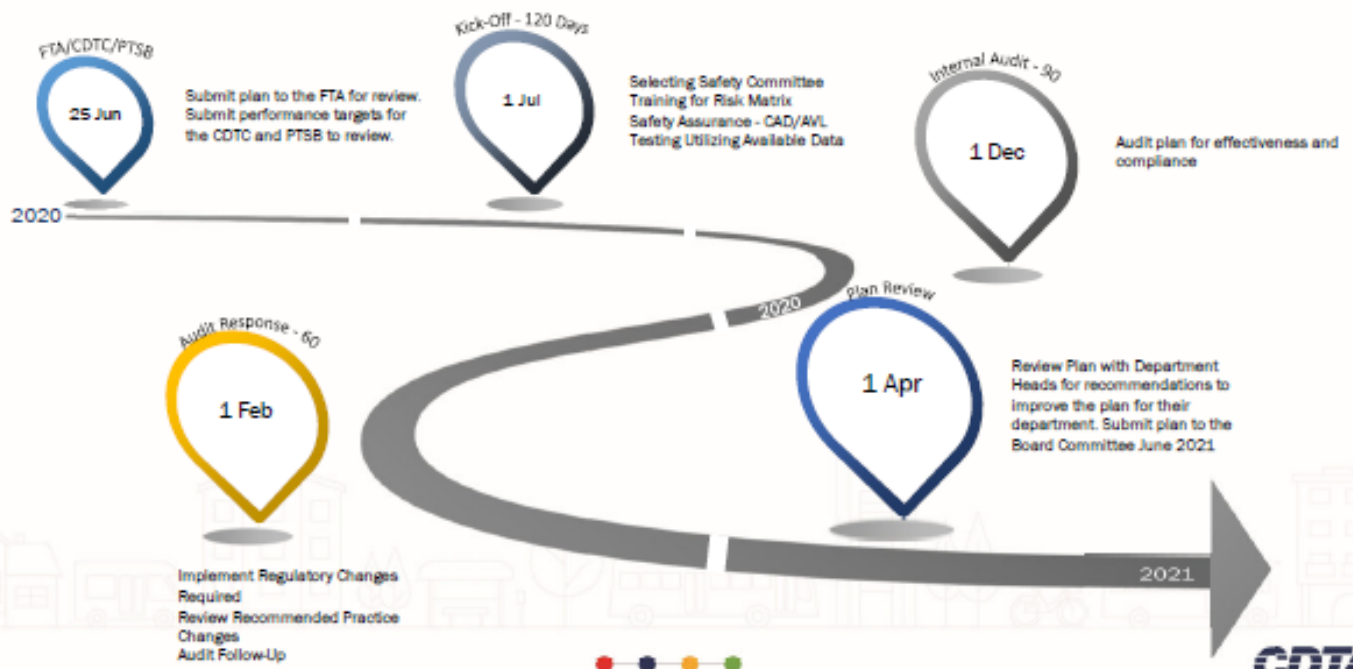 FTA/CDTC/PTSB
25 Jun
Submit plan to the FTA for review.
Submit performance targets for
the CDTC and PTSB to review.
Kick-Off - 120 Days
1 Jul
Selecting Safety Committee
Training for Risk Matrix
Safety Assurance - CAD/AVL
Testing Utilizing Available Data
Internal Audit - 90
1 Dec
Audit plan for effectiveness and
compliance
2020
2020
Audit Response - 60
1 Feb
Implement Regulatory Changes
Required
Review Recommended Practice
Changes
Audit Follow-Up
Plan Review
1 Apr
Review Plan with Department
Heads for recommendations to
improve the plan for their
department. Submit plan to the
Board Committee June 2021
2021